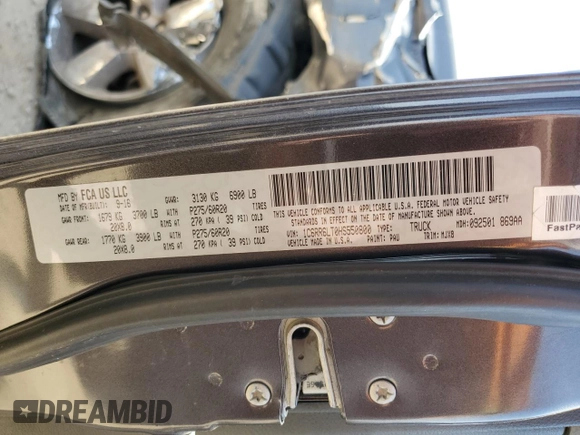 MFD BY FCA US LLC
DATE OF MFR(BUILT): 9-16 GVWR: 3130 KG 6900 LB
GAWR FRONT: 1679 KG 3700 LB P275/60R20 TIRES
20X8.0 RIMS AT 270 KPA ( 39 PSI) COLD
GAWR REAR: 1770 KG 3900 LB P275/60R20 TIRES
20X8.0 RIMS AT 270 KPA ( 39 PSI) COLD
THIS VEHICLE CONFORMS TO ALL APPLICABLE U.S.A. FEDERAL MOTOR VEHICLE SAFETY
STANDARDS IN EFFECT ON THE DATE OF MANUFACTURE SHOWN ABOVE.
VIN: 1C6RR6LT0HS950800 TYPE: TRUCK MDH: 092501 869AA
VEHICLE MADE IN U.S.A. PAINT: PAU TRIM: MJX8
FastPa
DREAMBID